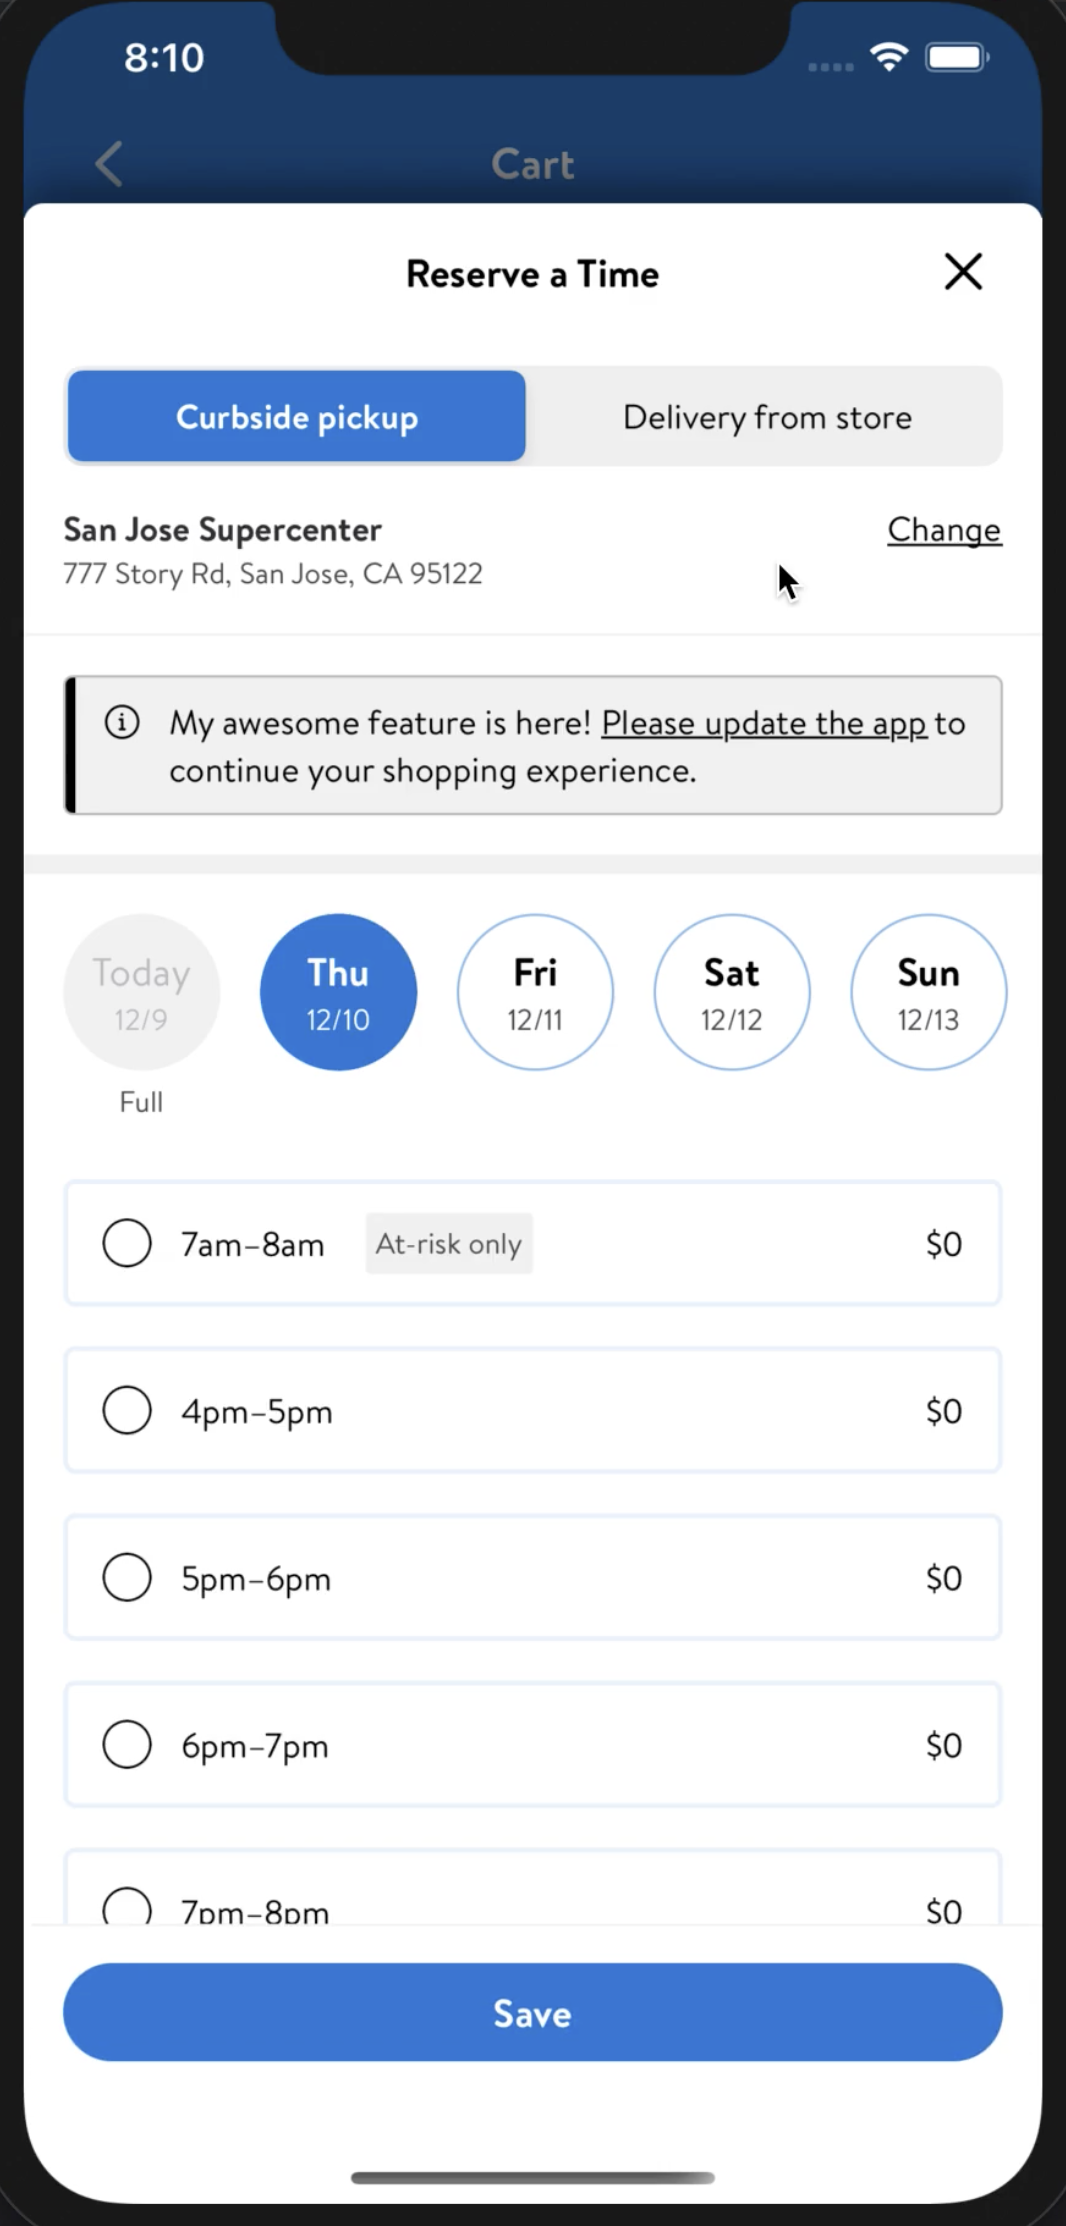 8:10
Cart
Reserve a Time
Curbside pickup
Delivery from store
San Jose Supercenter
Change
777 Story Rd, San Jose, CA 95122
My awesome feature is here! Please update the app to
continue your shopping experience.
Today
12/9
Full
Thu
12/10
Fri
12/11
Sat
12/12
Sun
12/13
7am–8am At-risk only $0
4pm–5pm $0
5pm–6pm $0
6pm–7pm $0
7pm–8pm $0
Save